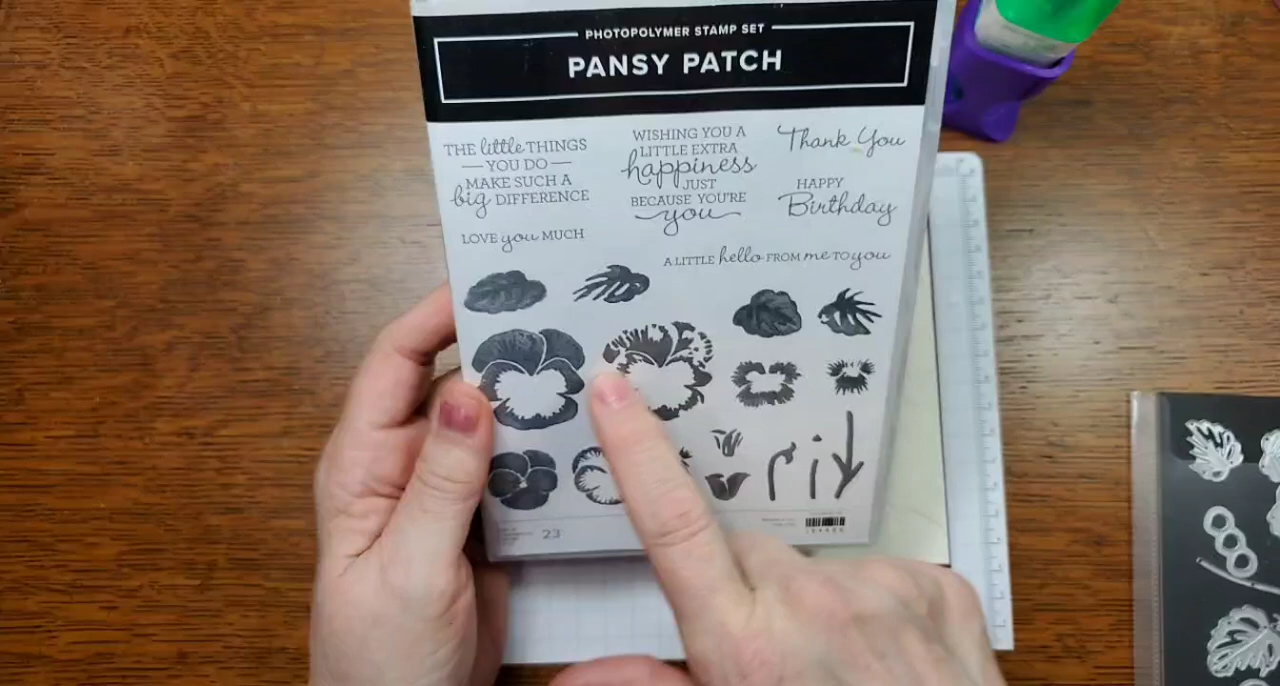 PHOTOPOLYMER STAMP SET
PANSY PATCH
THE little THINGS
YOU DO
MAKE SUCH A
big DIFFERENCE
WISHING YOU A
LITTLE EXTRA
happiness
JUST
BECAUSE YOU'RE
you
Thank You
HAPPY
Birthday
LOVE you MUCH
A LITTLE hello FROM me TO you
23